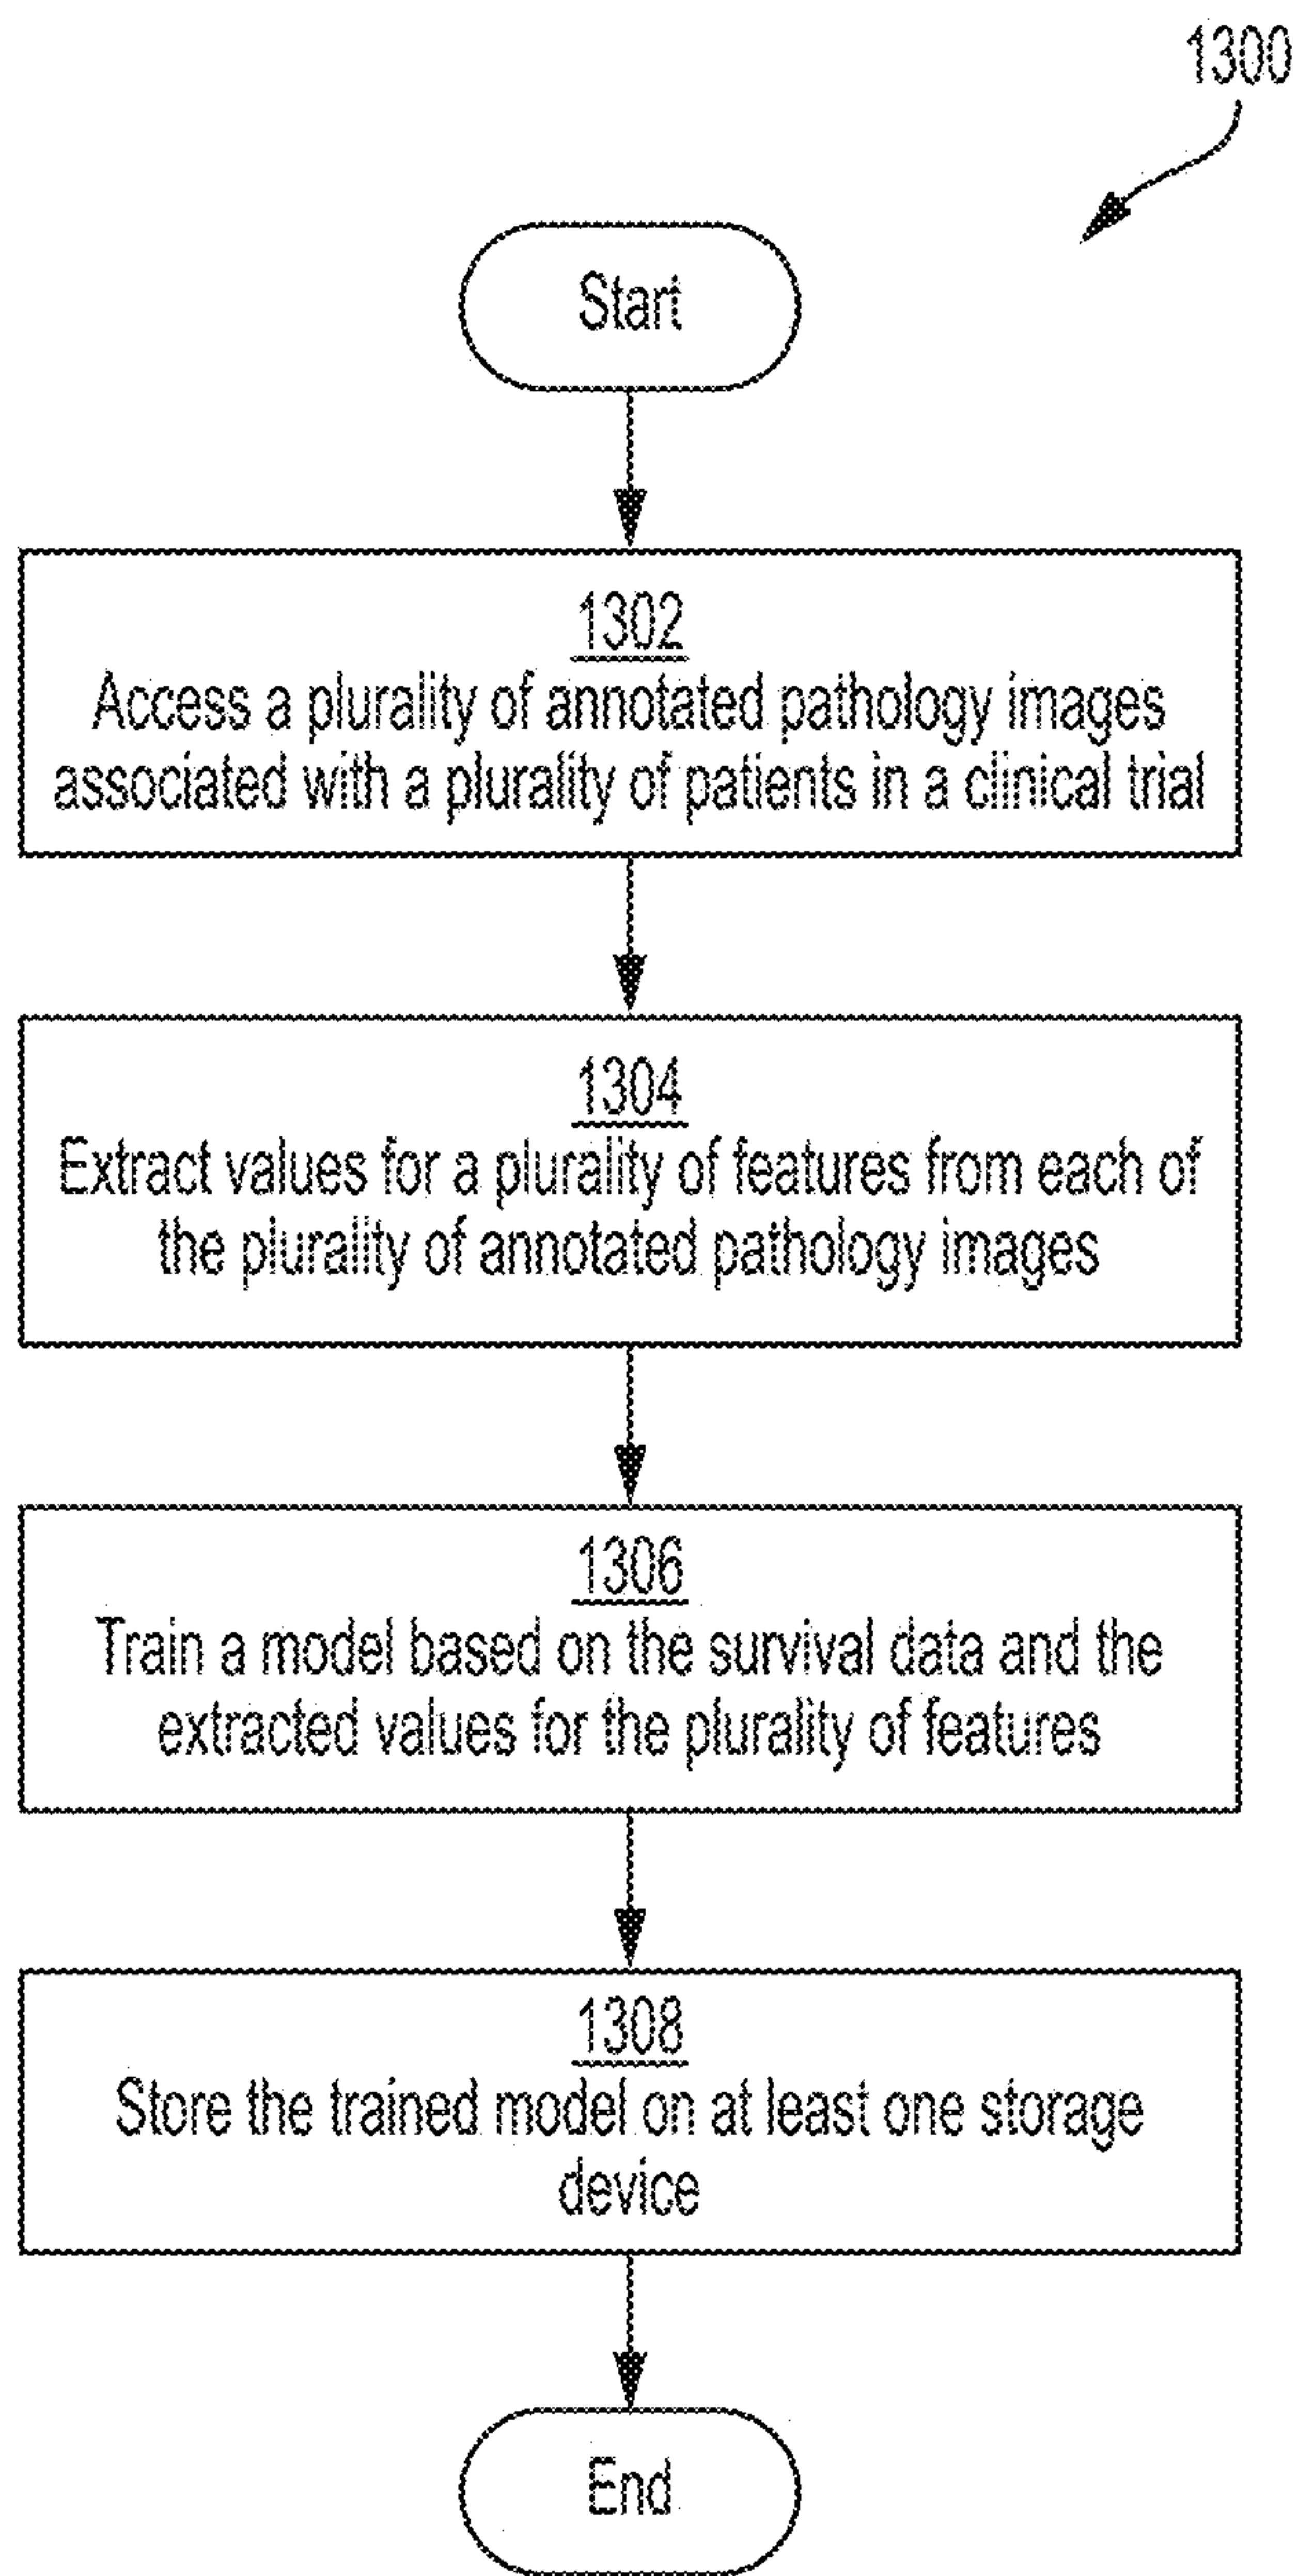 1300
Start
1302
Access a plurality of annotated pathology images
associated with a plurality of patients in a clinical trial
1304
Extract values for a plurality of features from each of
the plurality of annotated pathology images
1306
Train a model based on the survival data and the
extracted values for the plurality of features
1308
Store the trained model on at least one storage
device
End